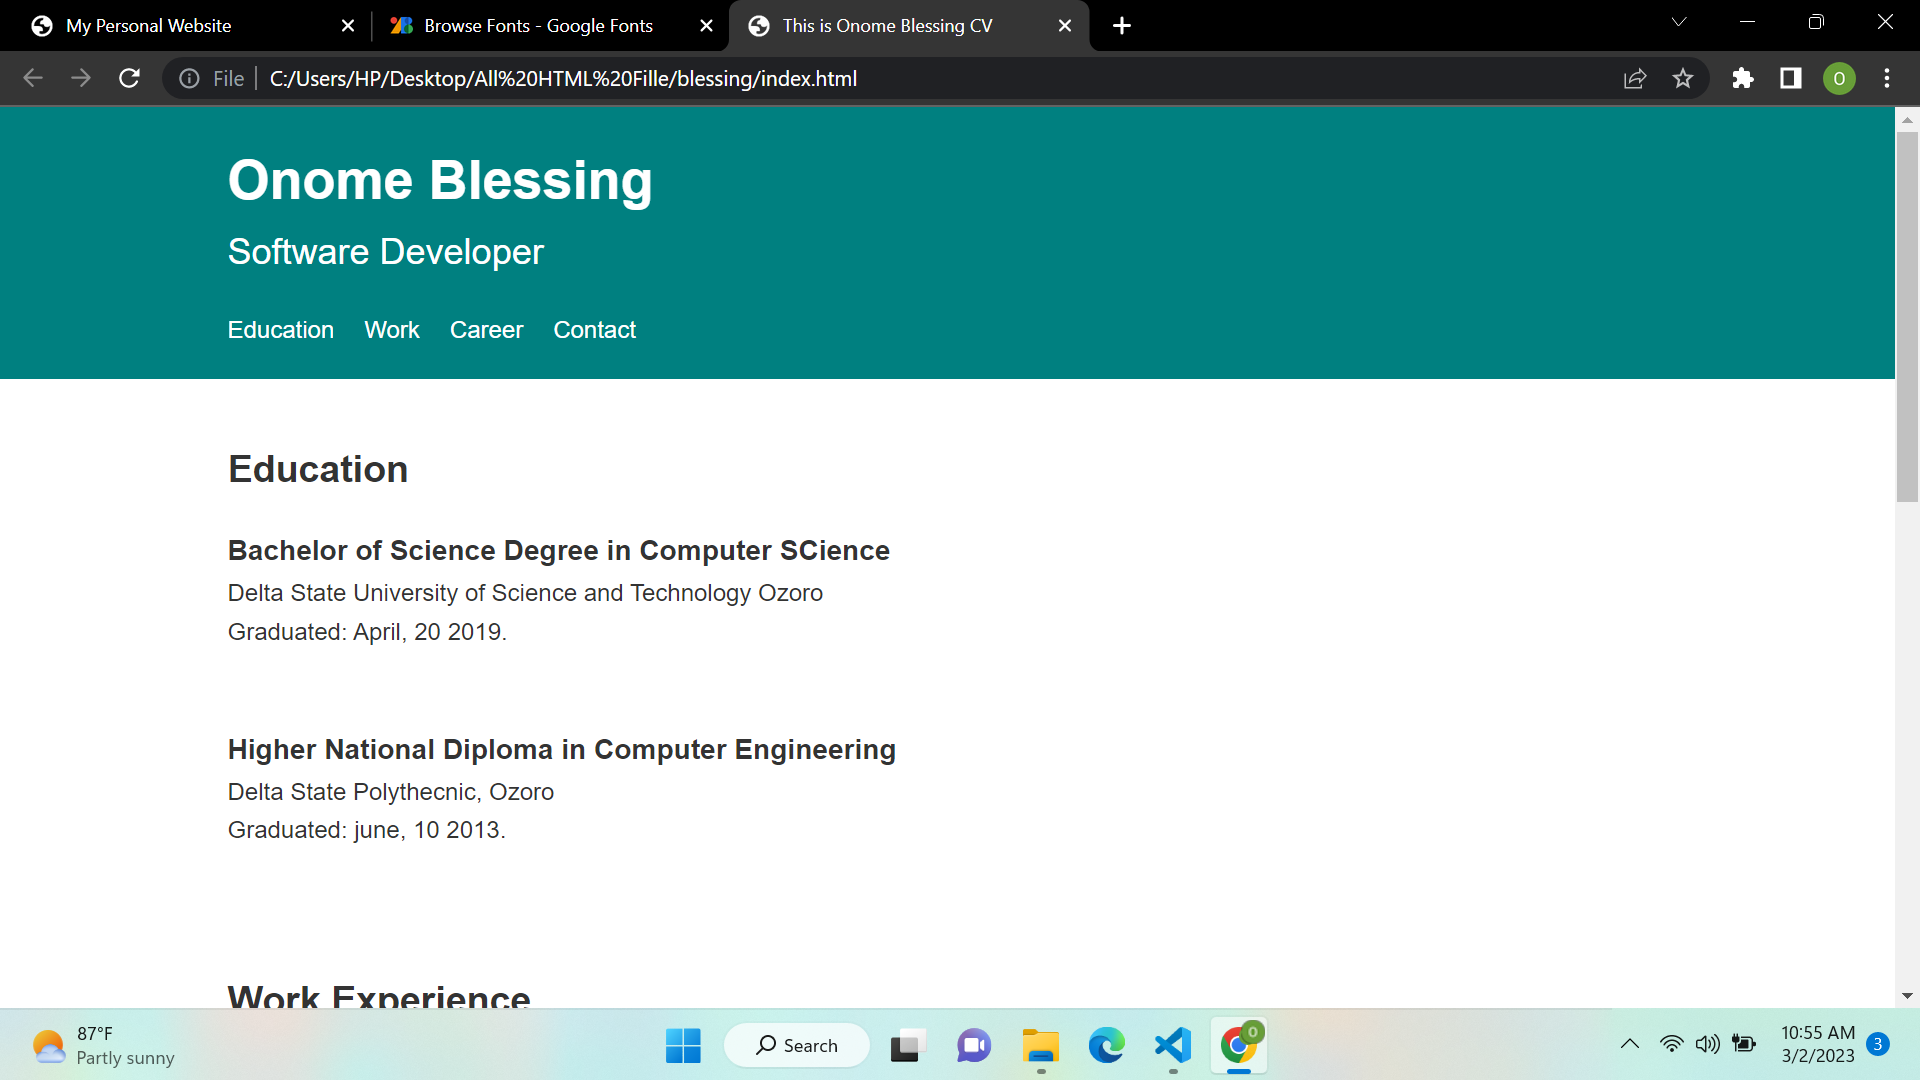 My Personal Website
Browse Fonts - Google Fonts
This is Onome Blessing CV
File
C:/Users/HP/Desktop/All%20HTML%20Fille/blessing/index.html
O
Onome Blessing
Software Developer
Education Work Career Contact
Education
Bachelor of Science Degree in Computer SCience
Delta State University of Science and Technology Ozoro
Graduated: April, 20 2019.
Higher National Diploma in Computer Engineering
Delta State Polythecnic, Ozoro
Graduated: june, 10 2013.
Work Experience
87°F
Partly sunny
Search
O
10:55 AM
3/2/2023
3